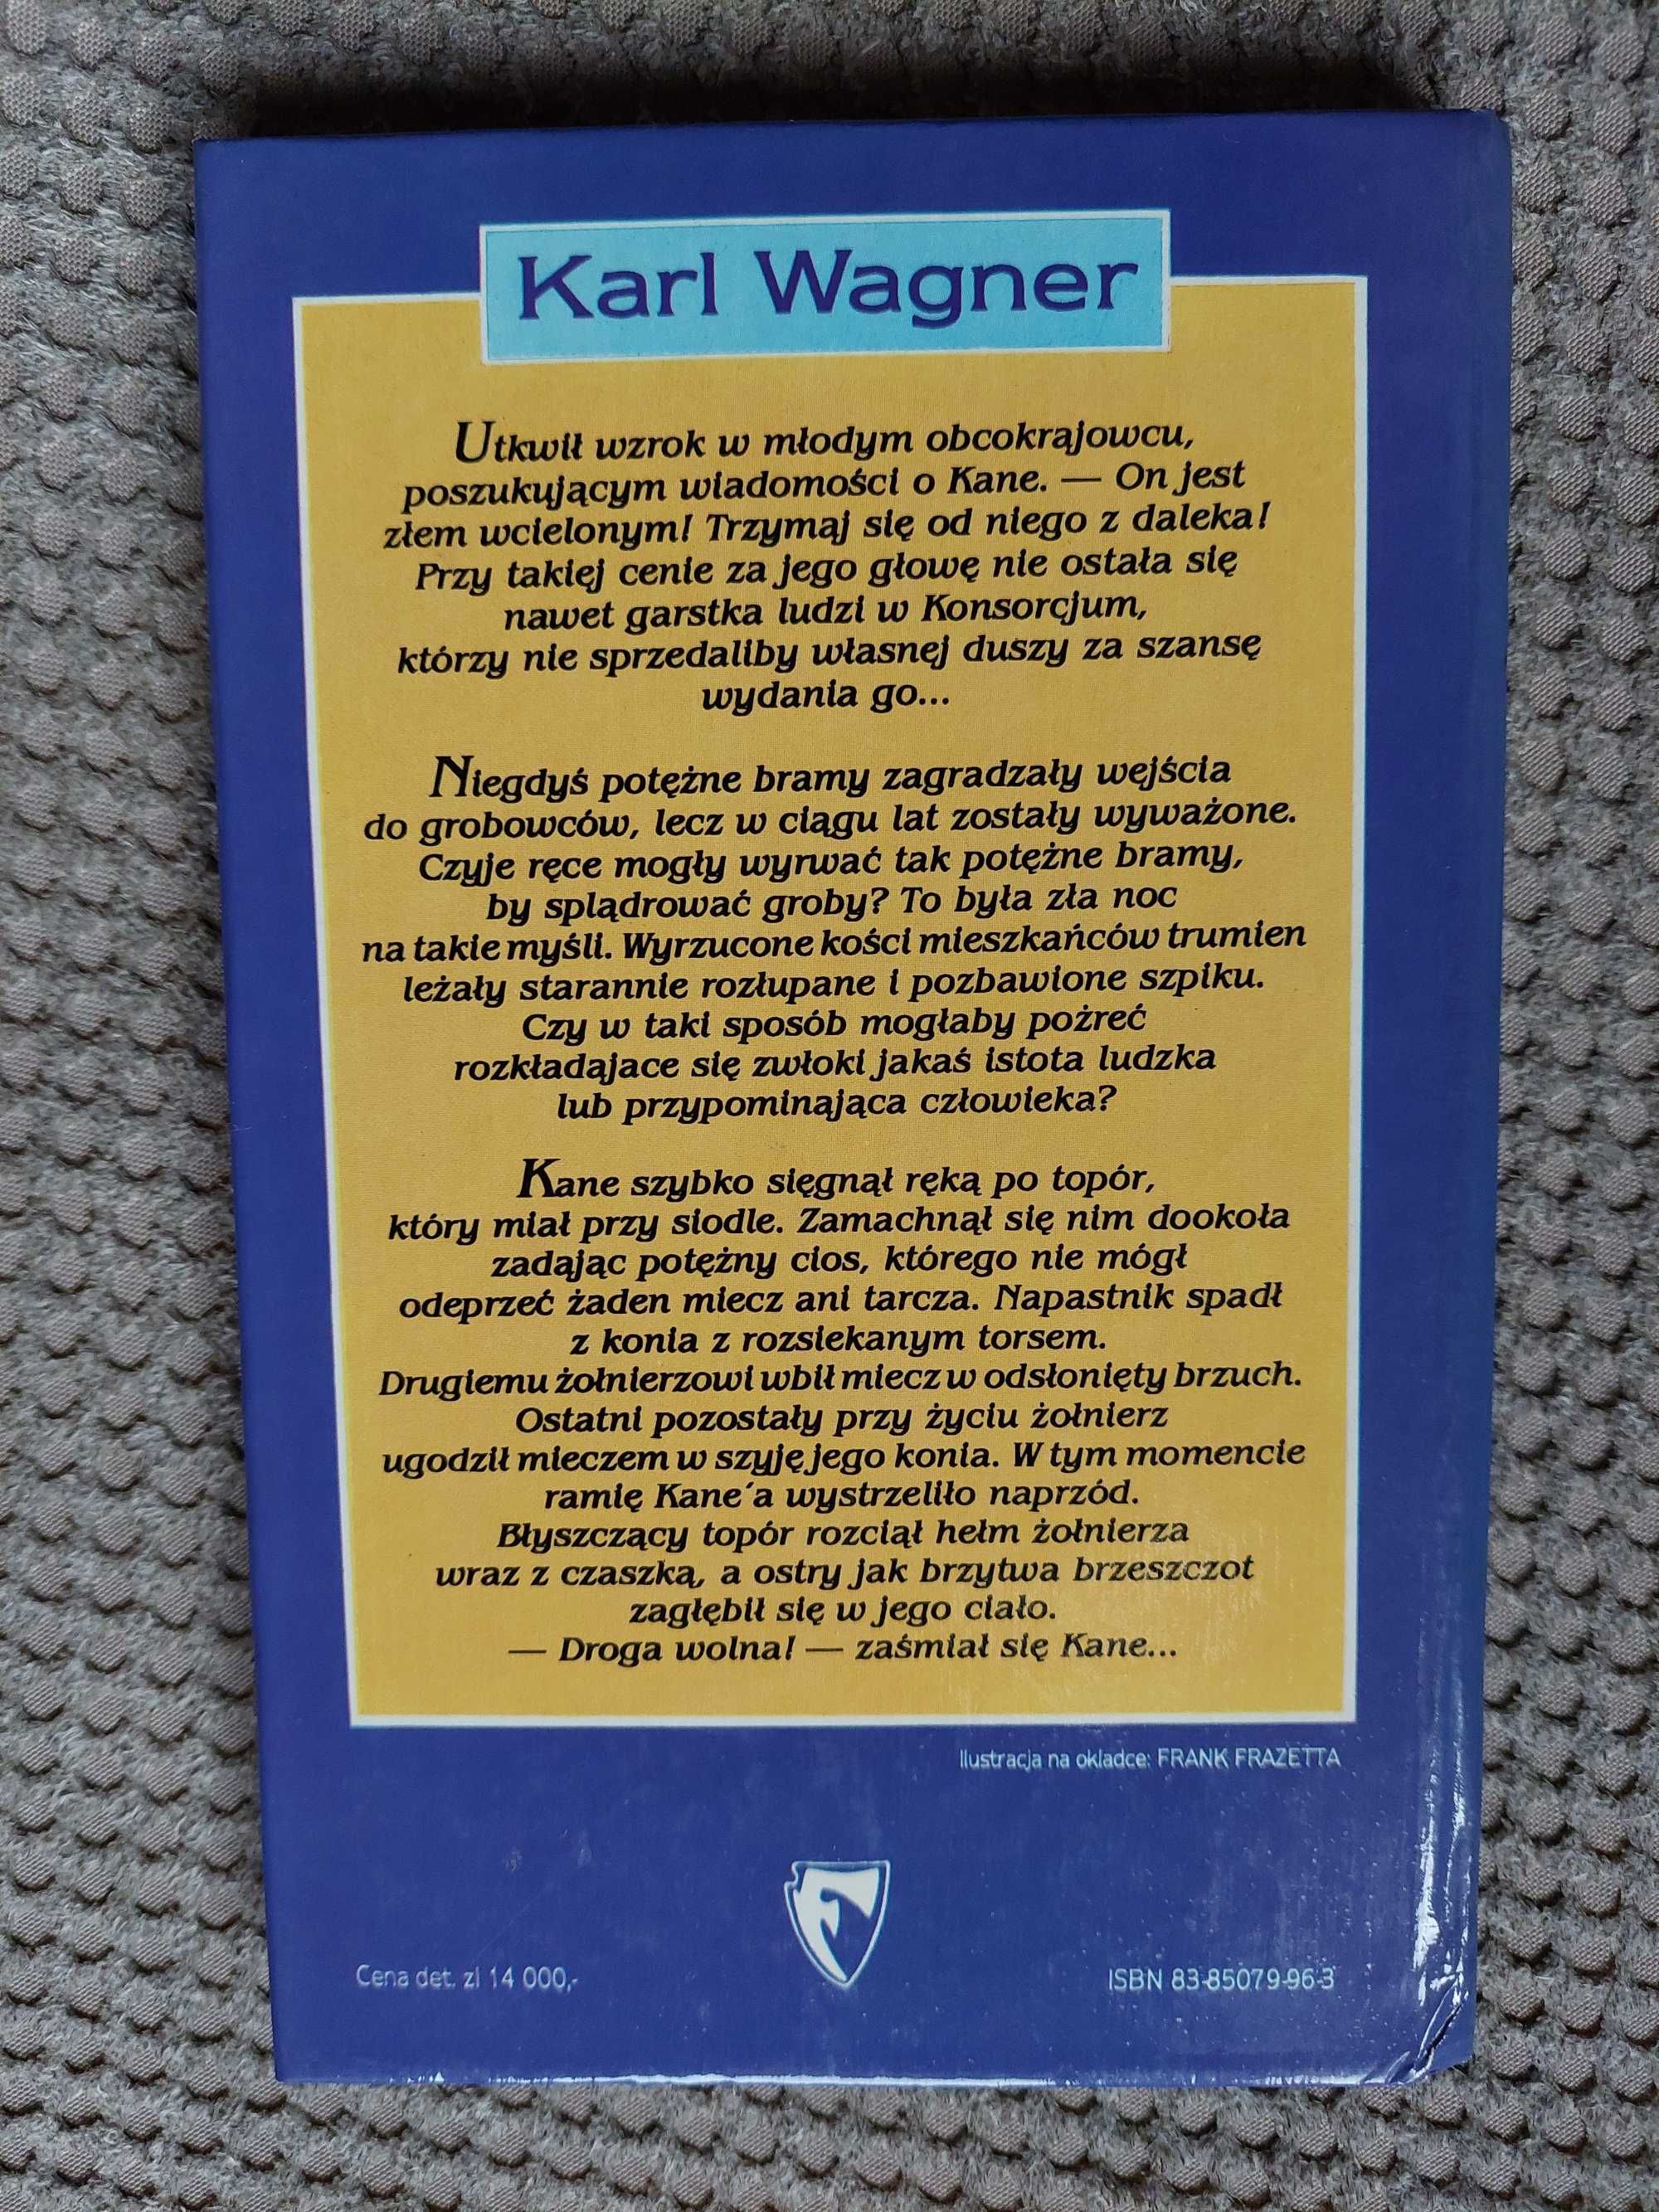 Karl Wagner
Utkwił wzrok w młodym obcokrajowcu,
poszukującym wiadomości o Kane. — On jest
złem wcielonym! Trzymaj się od niego z daleka!
Przy takiej cenie za jego głowę nie ostała się
nawet garstka ludzi w Konsorcjum,
którzy nie sprzedaliby własnej duszy za szansę
wydania go...
Niegdyś potężne bramy zagradzały wejścia
do grobowców, lecz w ciągu lat zostały wyważone.
Czyje ręce mogły wyrwać tak potężne bramy,
by splądrować groby? To była zła noc
na takie myśli. Wyrzucone kości mieszkańców trumien
leżały starannie rozłupane i pozbawione szpiku.
Czy w taki sposób mogłaby pożreć
rozkładajace się zwłoki jakaś istota ludzka
lub przypominająca człowieka?
Kane szybko sięgnął ręką po topór,
który miał przy siodle. Zamachnął się nim dookoła
zadając potężny cios, którego nie mógł
odeprzeć żaden miecz ani tarcza. Napastnik spadł
z konia z rozsiekanym torsem.
Drugiemu żołnierzowi wbił miecz w odsłonięty brzuch.
Ostatni pozostały przy życiu żołnierz
ugodził mieczem w szyję jego konia. W tym momencie
ramię Kane´a wystrzeliło naprzód.
Błyszczący topór rozciął hełm żołnierza
wraz z czaszką, a ostry jak brzytwa brzeszczot
zagłębił się w jego ciało.
— Droga wolna! — zaśmiał się Kane...
Ilustracja na okladce: FRANK FRAZETTA
Cena det. zl 14 000,-
ISBN 83-85079-96-3